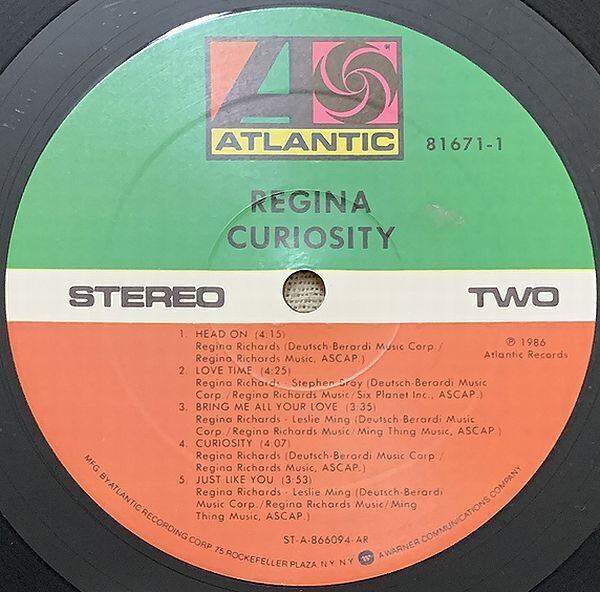 ATLANTIC
81671-1
REGINA
CURIOSITY
STEREO
TWO
1. HEAD ON (4.15)
Regina Richards (Deutsch-Berardi Music Corp./
Regina Richards Music, ASCAP.)
2. LOVE TIME (4:25)
Regina Richards - Stephen Bray (Deutsch-Berardi Music
Corp./Regina Richards Music/Six Planet Inc., ASCAP.)
3. BRING ME ALL YOUR LOVE (3:35)
Regina Richards - Leslie Ming (Deutsch-Berardi Music
Corp./Regina Richards Music/Ming Thing Music, ASCAP.)
4. CURIOSITY (4:07)
Regina Richards (Deutsch-Berardi Music Corp./
Regina Richards Music, ASCAP.)
5. JUST LIKE YOU (3:53)
Regina Richards - Leslie Ming (Deutsch-Berardi
Music Corp./Regina Richards Music/Ming
Thing Music, ASCAP.)
℗ 1986
Atlantic Records
ST-A-866094-AR
MFG. BY ATLANTIC RECORDING CORP. 75 ROCKEFELLER PLAZA, N.Y. N.Y. A WARNER COMMUNICATIONS COMPANY